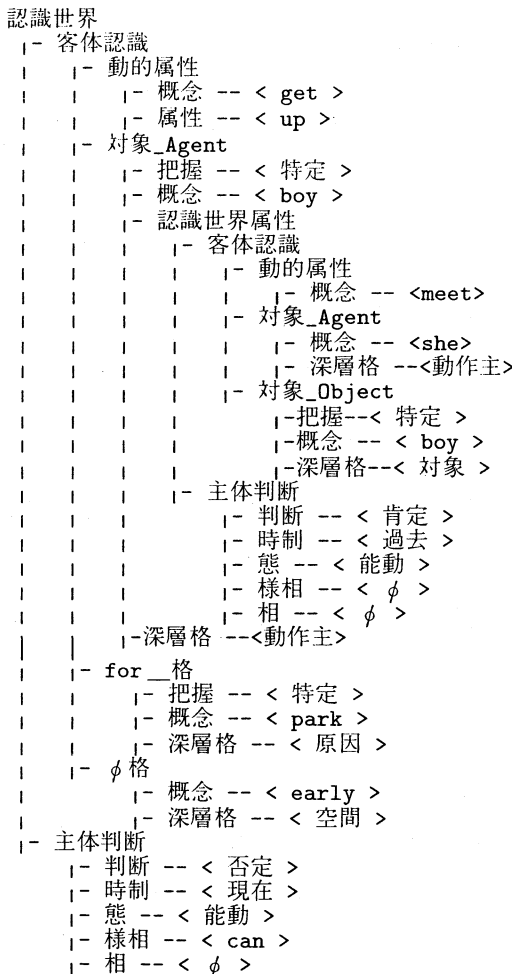 認識世界
|- 客体認識
| |- 動的属性
| | |- 概念 -- < get >
| | |- 属性 -- < up >
| |- 対象_Agent
| | |- 把握 -- < 特定 >
| | |- 概念 -- < boy >
| | |- 認識世界属性
| | | |- 客体認識
| | | | |- 動的属性
| | | | | |- 概念 -- <meet>
| | | | |- 対象_Agent
| | | | | |- 概念 -- <she>
| | | | | |- 深層格 --<動作主>
| | | | |- 対象_Object
| | | | |-把握--< 特定 >
| | | | |-概念 -- < boy >
| | | | |-深層格--< 対象 >
| | | |- 主体判断
| | | |- 判断 -- < 肯定 >
| | | |- 時制 -- < 過去 >
| | | |- 態 -- < 能動 >
| | | |- 様相 -- < φ >
| | | |- 相 -- < φ >
| | |-深層格 --<動作主>
| |- for__格
| | |- 把握 -- < 特定 >
| | |- 概念 -- < park >
| | |- 深層格 -- < 原因 >
| |- φ格
| |- 概念 -- < early >
| |- 深層格 -- < 空間 >
|- 主体判断
|- 判断 -- < 否定 >
|- 時制 -- < 現在 >
|- 態 -- < 能動 >
|- 様相 -- < can >
|- 相 -- < φ >